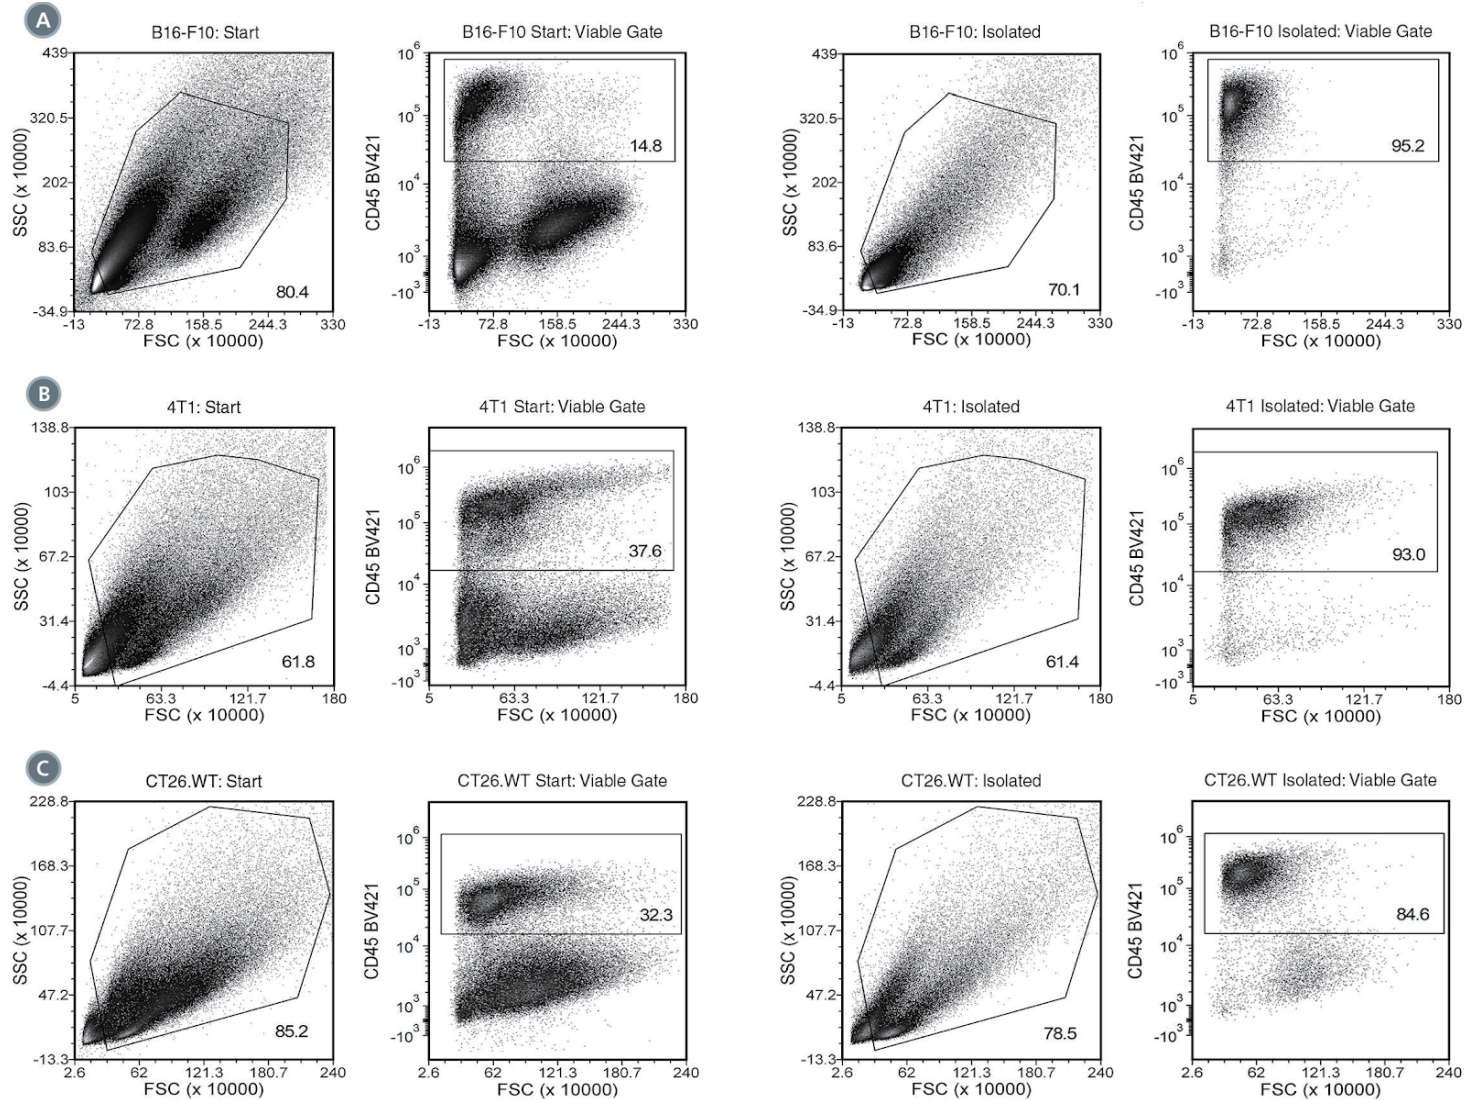 A
B16-F10: Start
B16-F10 Start: Viable Gate
B16-F10: Isolated
B16-F10 Isolated: Viable Gate
439
320.5
202
83.6
-34.9
SSC (x 10000)
80.4
-13 72.8 158.5 244.3 330
FSC (x 10000)
10^6
10^5
10^4
10^3
-10^3
CD45 BV421
14.8
-13 72.8 158.5 244.3 330
FSC (x 10000)
439
320.5
202
83.6
-34.9
SSC (x 10000)
70.1
-13 72.8 158.5 244.3 330
FSC (x 10000)
10^6
10^5
10^4
10^3
-10^3
CD45 BV421
95.2
-13 72.8 158.5 244.3 330
FSC (x 10000)
B
4T1: Start
4T1 Start: Viable Gate
4T1: Isolated
4T1 Isolated: Viable Gate
138.8
103
67.2
31.4
-4.4
SSC (x 10000)
61.8
5 63.3 121.7 180
FSC (x 10000)
10^6
10^5
10^4
10^3
-10^3
CD45 BV421
37.6
5 63.3 121.7 180
FSC (x 10000)
138.8
103
67.2
31.4
-4.4
SSC (x 10000)
61.4
5 63.3 121.7 180
FSC (x 10000)
10^6
10^5
10^4
10^3
-10^3
CD45 BV421
93.0
5 63.3 121.7 180
FSC (x 10000)
C
CT26.WT: Start
CT26.WT Start: Viable Gate
CT26.WT: Isolated
CT26.WT Isolated: Viable Gate
228.8
168.3
107.7
47.2
-13.3
SSC (x 10000)
85.2
2.6 62 121.3 180.7 240
FSC (x 10000)
10^6
10^5
10^4
10^3
-10^3
CD45 BV421
32.3
2.6 62 121.3 180.7 240
FSC (x 10000)
228.8
168.3
107.7
47.2
-13.3
SSC (x 10000)
78.5
2.6 62 121.3 180.7 240
FSC (x 10000)
10^6
10^5
10^4
10^3
-10^3
CD45 BV421
84.6
2.6 62 121.3 180.7 240
FSC (x 10000)